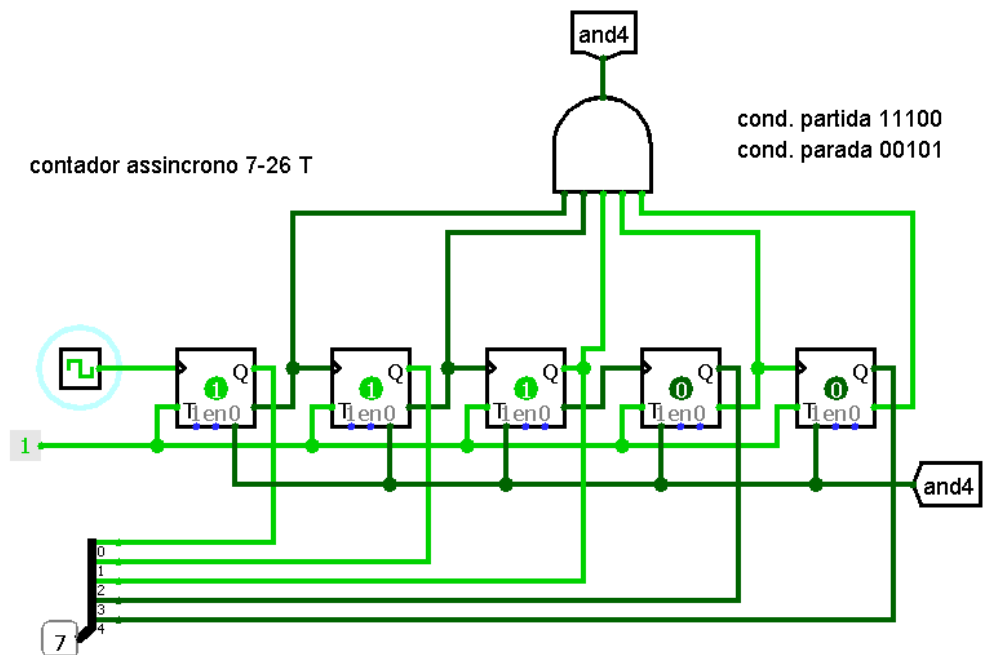 and4
cond. partida 11100
cond. parada 00101
contador assincrono 7-26 T
Q Q Q Q Q
1 1 1 0 0
T 1en0 T 1en0 T 1en0 T 1en0 T 1en0
1
and4
0
1
2
3
4
7